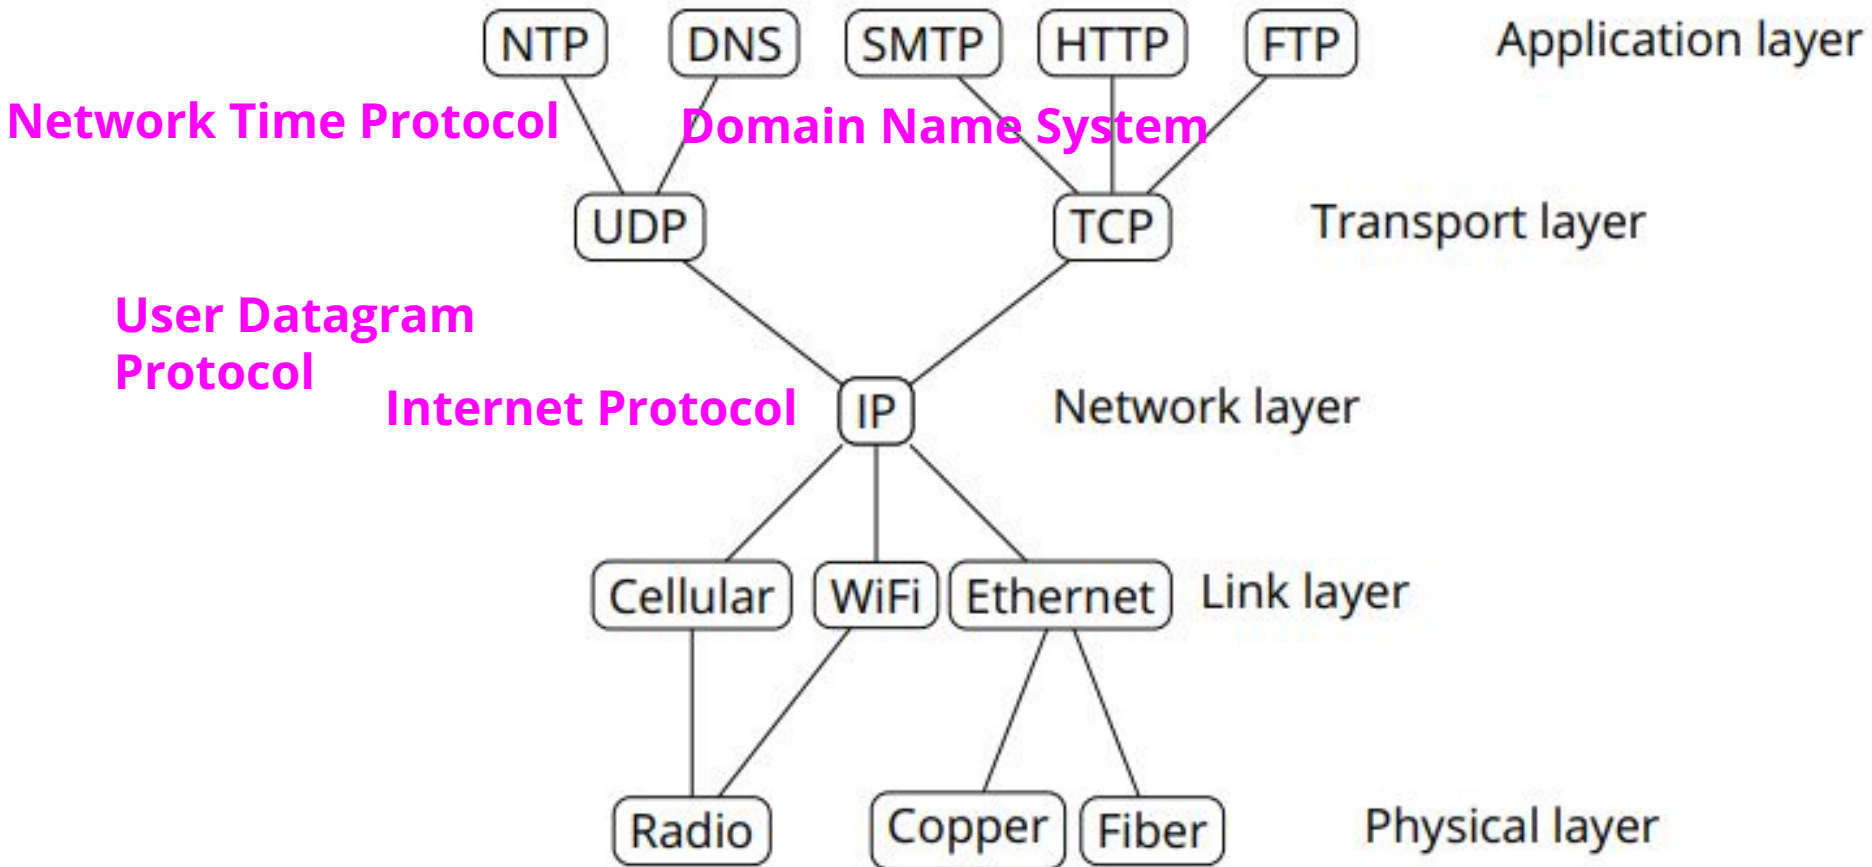 NTP DNS SMTP HTTP FTP Application layer
Network Time Protocol Domain Name System
UDP TCP Transport layer
User Datagram
Protocol
Internet Protocol IP Network layer
Cellular WiFi Ethernet Link layer
Radio Copper Fiber Physical layer